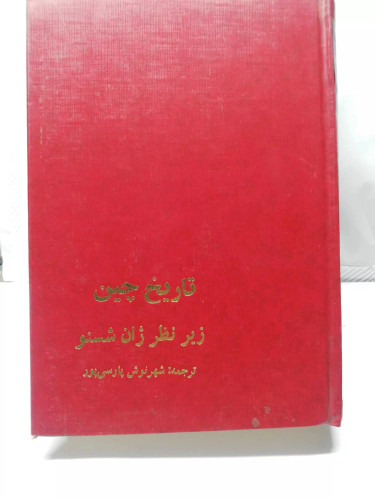 تاریخ چین
زیر نظر ژان شسنو
ترجمه: شهرنوش پارسی‌پور